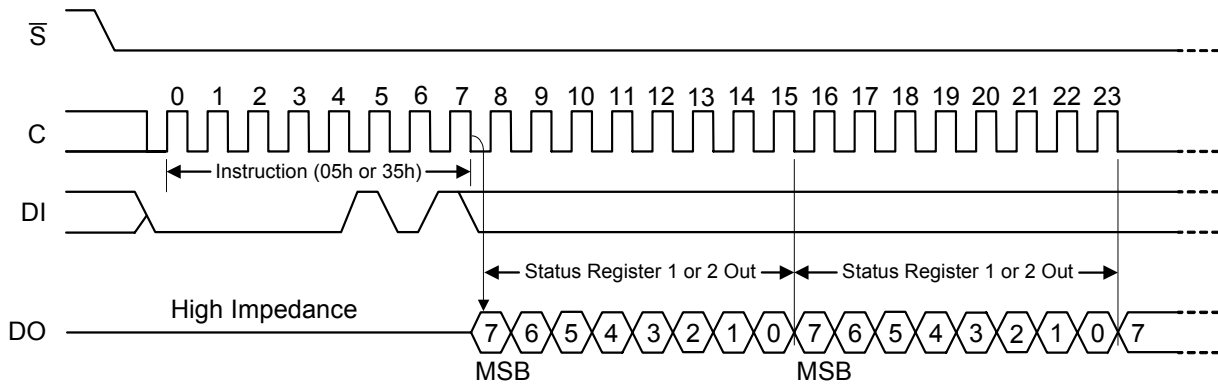 S
C
0 1 2 3 4 5 6 7 8 9 10 11 12 13 14 15 16 17 18 19 20 21 22 23
Instruction (05h or 35h)
DI
Status Register 1 or 2 Out Status Register 1 or 2 Out
High Impedance
DO
7 6 5 4 3 2 1 0 7 6 5 4 3 2 1 0 7
MSB MSB